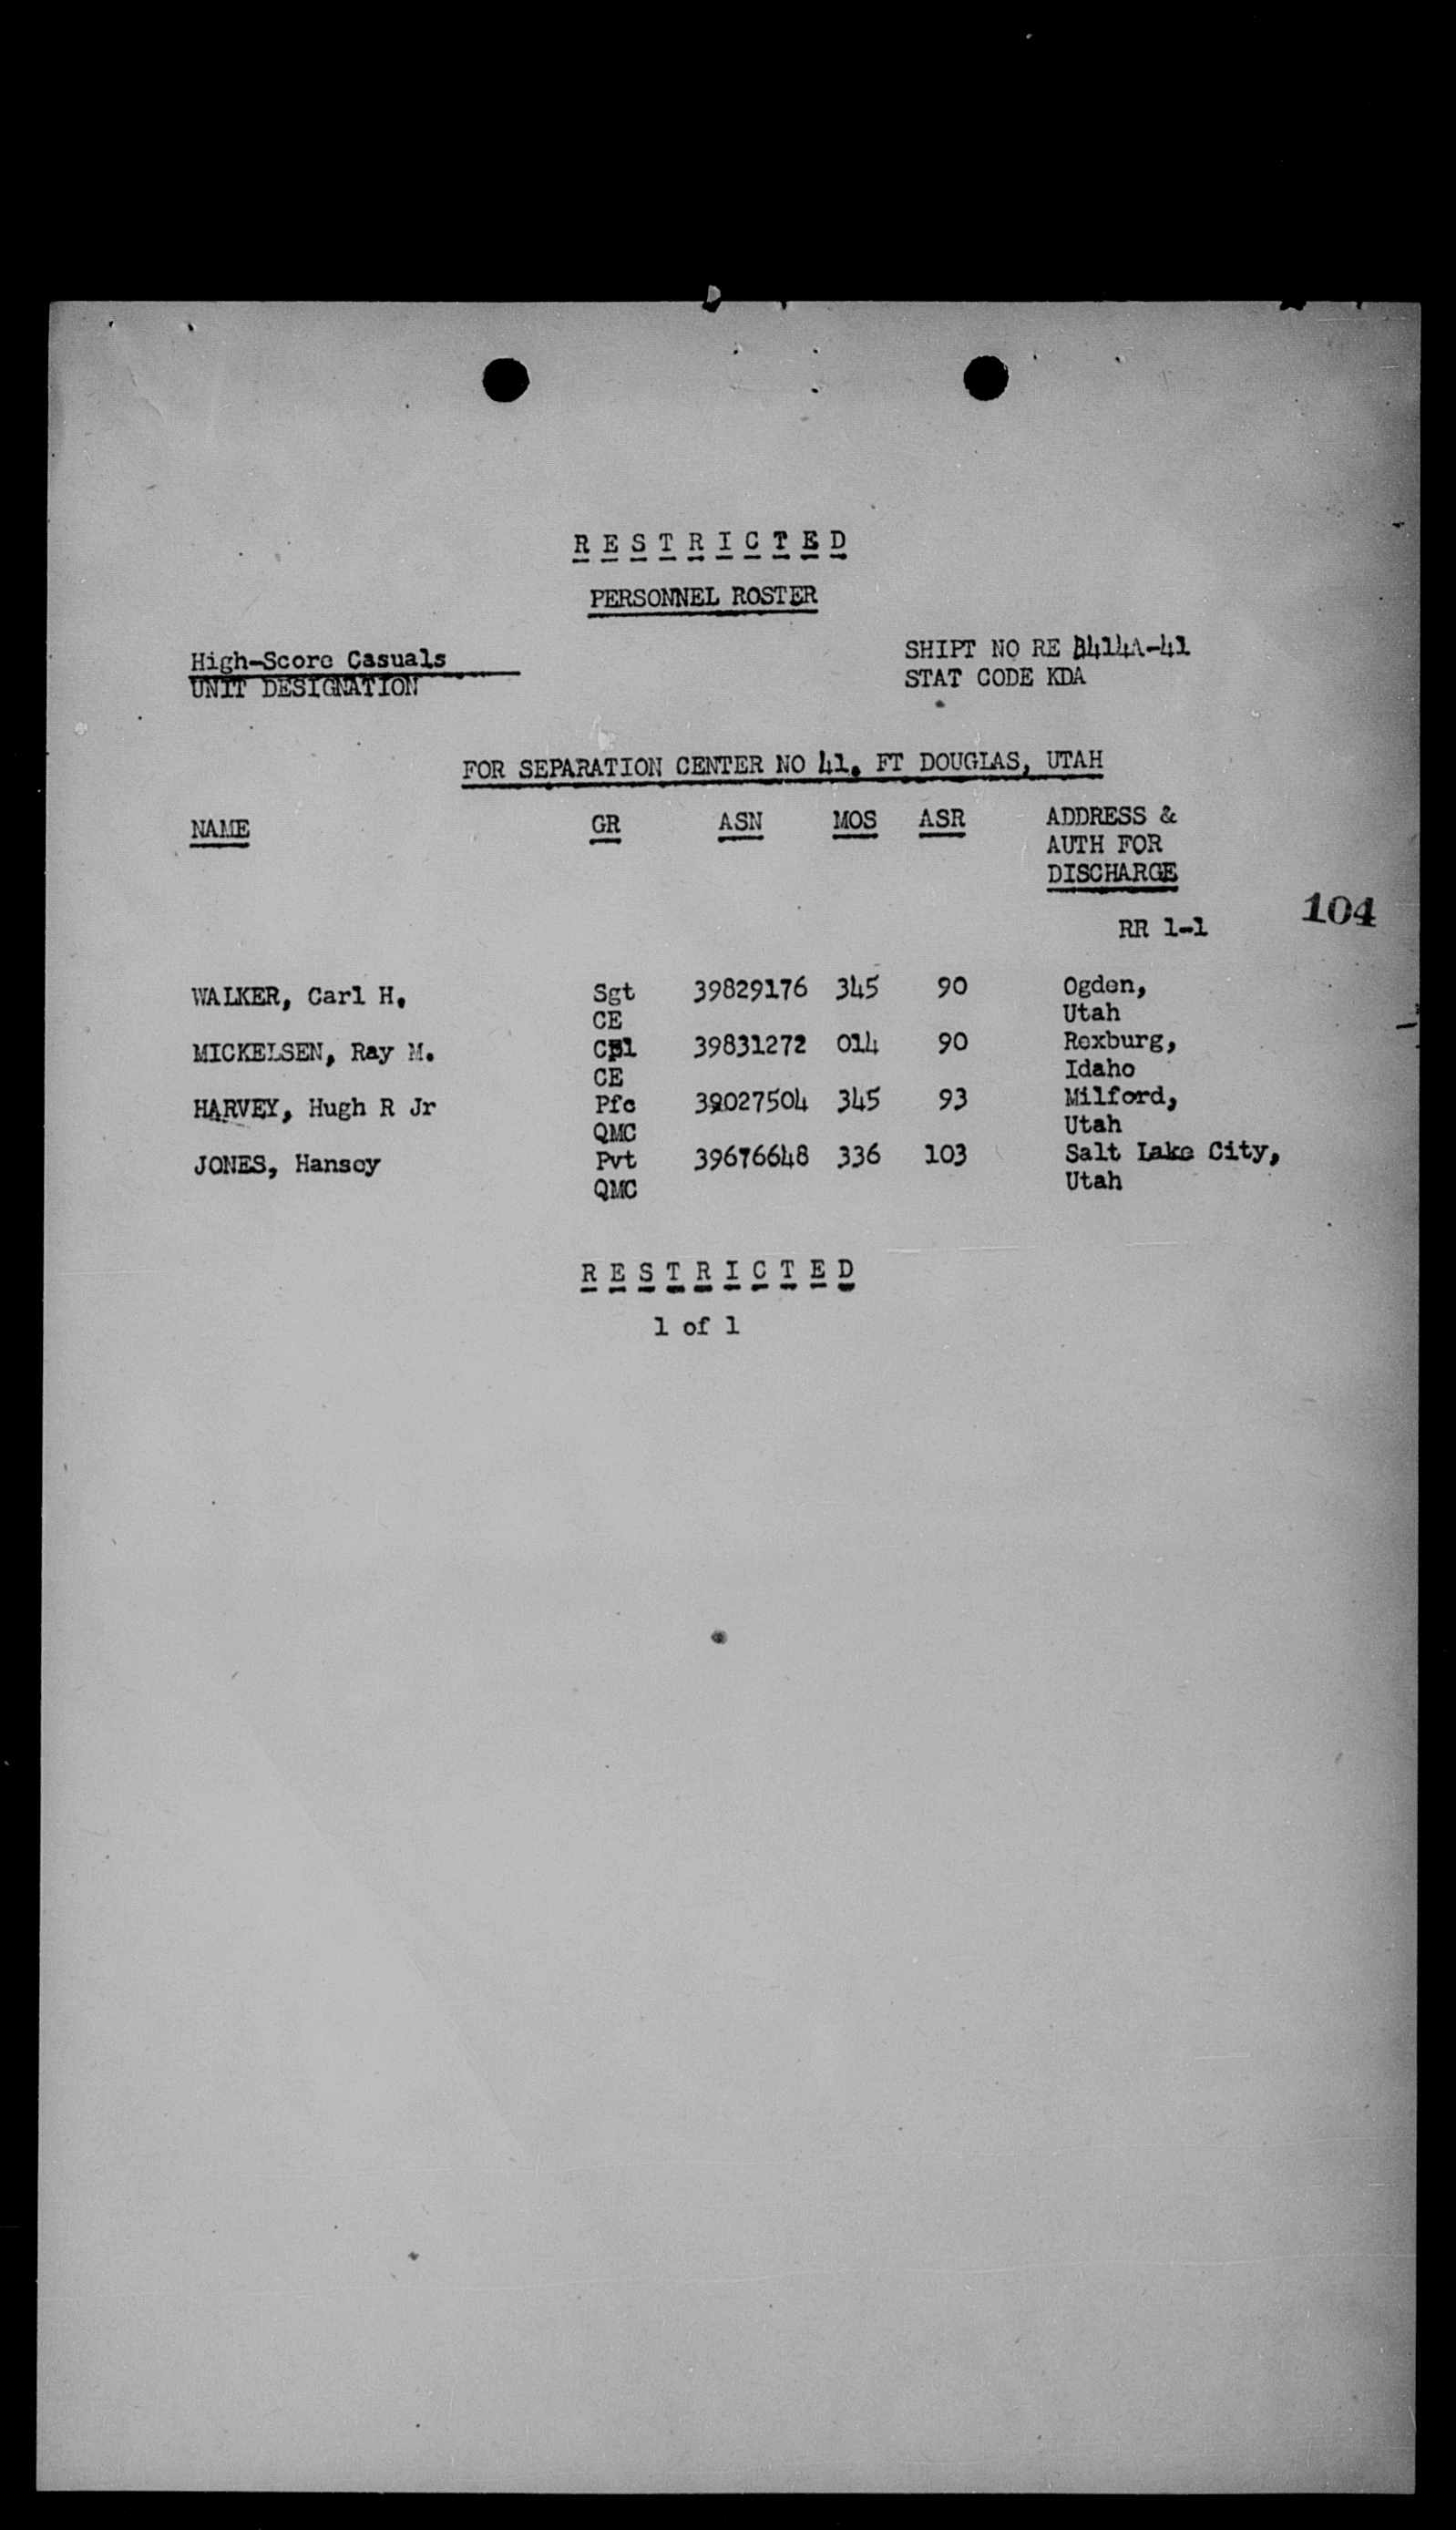 R E S T R I C T E D
PERSONNEL ROSTER
High-Score Casuals
UNIT DESIGNATION
SHIPT NO RE B414A-41
STAT CODE KDA
FOR SEPARATION CENTER NO 41. FT DOUGLAS, UTAH
NAME GR ASN MOS ASR ADDRESS &
AUTH FOR
DISCHARGE
104
RR 1-1
WALKER, Carl H. Sgt 39829176 345 90 Ogden,
CE Utah
MICKELSEN, Ray M. Cpl 39831272 014 90 Rexburg,
CE Idaho
HARVEY, Hugh R Jr Pfc 39027504 345 93 Milford,
QMC Utah
JONES, Hansey Pvt 39676648 336 103 Salt Lake City,
QMC Utah
R E S T R I C T E D
1 of 1